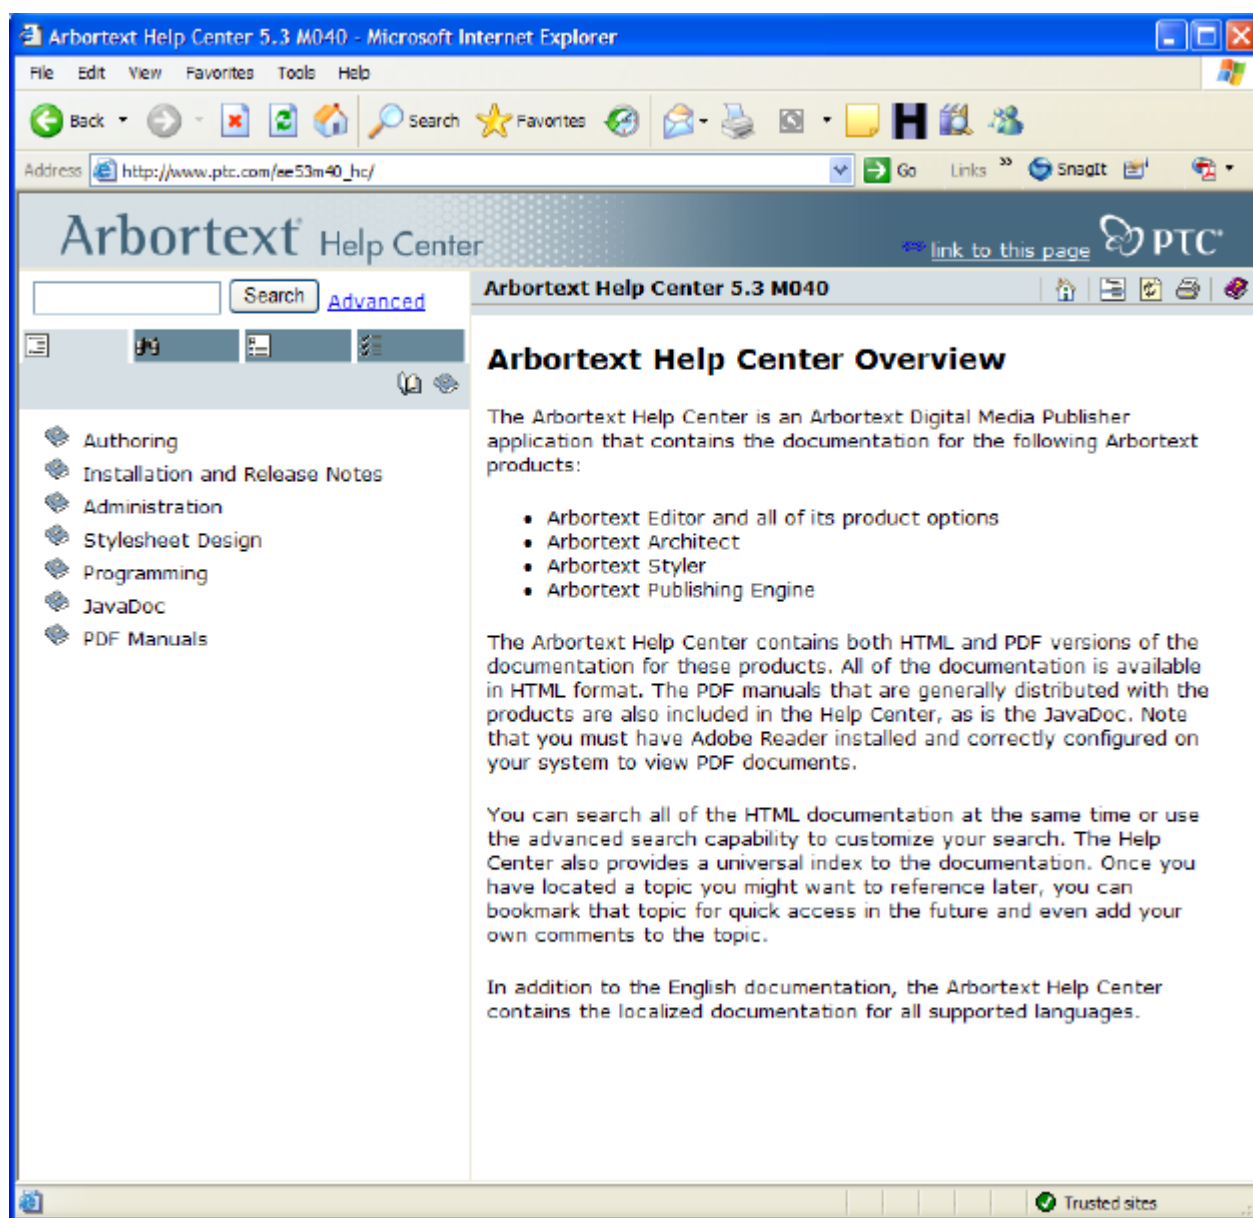 Arbortext Help Center 5.3 M040 - Microsoft Internet Explorer
File Edit View Favorites Tools Help
Back Search Favorites
Address http://www.ptc.com/ee53m40_hc/ Go Links » SnagIt
Arbortext Help Center link to this page PTC
Search Advanced
Arbortext Help Center 5.3 M040
Authoring
Installation and Release Notes
Administration
Stylesheet Design
Programming
JavaDoc
PDF Manuals
Arbortext Help Center Overview
The Arbortext Help Center is an Arbortext Digital Media Publisher
application that contains the documentation for the following Arbortext
products:
• Arbortext Editor and all of its product options
• Arbortext Architect
• Arbortext Styler
• Arbortext Publishing Engine
The Arbortext Help Center contains both HTML and PDF versions of the
documentation for these products. All of the documentation is available
in HTML format. The PDF manuals that are generally distributed with the
products are also included in the Help Center, as is the JavaDoc. Note
that you must have Adobe Reader installed and correctly configured on
your system to view PDF documents.
You can search all of the HTML documentation at the same time or use
the advanced search capability to customize your search. The Help
Center also provides a universal index to the documentation. Once you
have located a topic you might want to reference later, you can
bookmark that topic for quick access in the future and even add your
own comments to the topic.
In addition to the English documentation, the Arbortext Help Center
contains the localized documentation for all supported languages.
Trusted sites